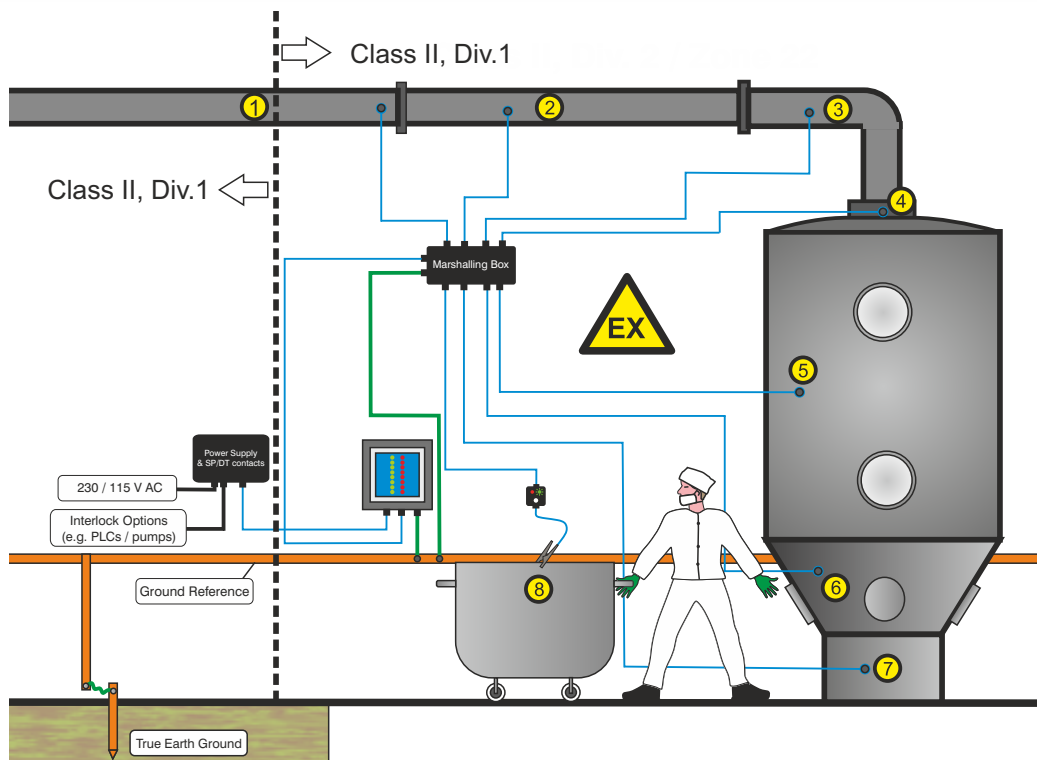 Class II, Div.1
1
2
3
Class II, Div.1
4
Marshalling Box
EX
5
Power Supply
& SP/DT contacts
230 / 115 V AC
Interlock Options
(e.g. PLCs / pumps)
Ground Reference
8
6
7
True Earth Ground